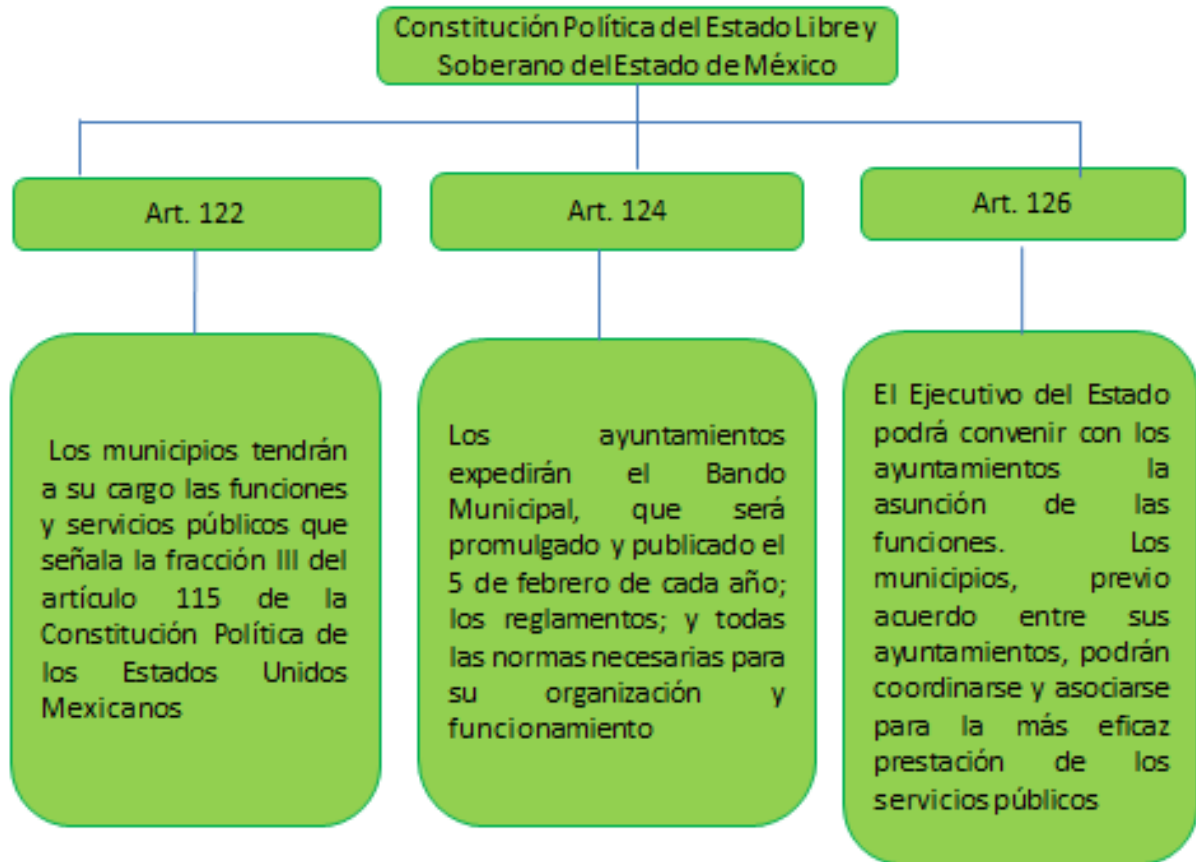 Constitución Política del Estado Libre y
Soberano del Estado de México
Art. 122
Art. 124
Art. 126
Los municipios tendrán
a su cargo las funciones
y servicios públicos que
señala la fracción III del
artículo 115 de la
Constitución Política de
los Estados Unidos
Mexicanos
Los ayuntamientos
expedirán el Bando
Municipal, que será
promulgado y publicado el
5 de febrero de cada año;
los reglamentos; y todas
las normas necesarias para
su organización y
funcionamiento
El Ejecutivo del Estado
podrá convenir con los
ayuntamientos la
asunción de las
funciones. Los
municipios, previo
acuerdo entre sus
ayuntamientos, podrán
coordinarse y asociarse
para la más eficaz
prestación de los
servicios públicos